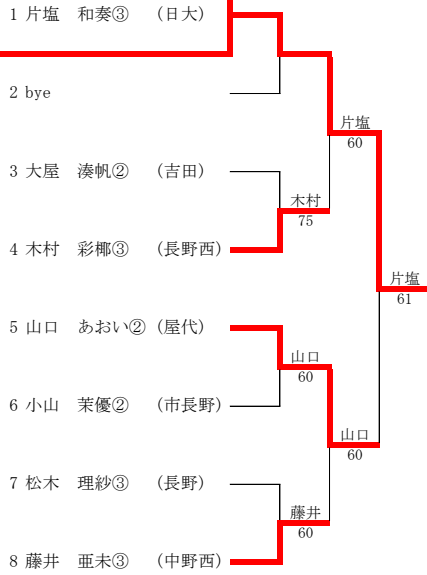 1 片塩　和奏③　（日大）
2 bye
片塩
60
3 大屋　湊帆②　（吉田）
木村
75
4 木村　彩梛③　（長野西）
片塩
61
5 山口　あおい②（屋代）
山口
60
6 小山　茉優②　（市長野）
山口
60
7 松木　理紗③　（長野）
藤井
60
8 藤井　亜未③　（中野西）